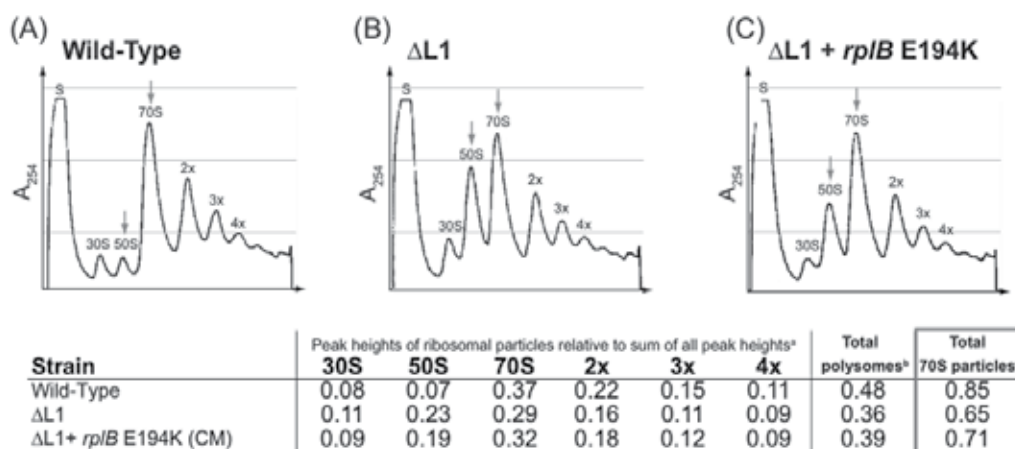 (A)
Wild-Type
A254
S
30S
50S
70S
2x
3x
4x
(B)
ΔL1
A254
S
30S
50S
70S
2x
3x
4x
(C)
ΔL1 + rplB E194K
A254
S
30S
50S
70S
2x
3x
4x
Peak heights of ribosomal particles relative to sum of all peak heightsᵃ Total Total
Strain 30S 50S 70S 2x 3x 4x polysomesᵇ 70S particles
Wild-Type 0.08 0.07 0.37 0.22 0.15 0.11 0.48 0.85
ΔL1 0.11 0.23 0.29 0.16 0.11 0.09 0.36 0.65
ΔL1+ rplB E194K (CM) 0.09 0.19 0.32 0.18 0.12 0.09 0.39 0.71